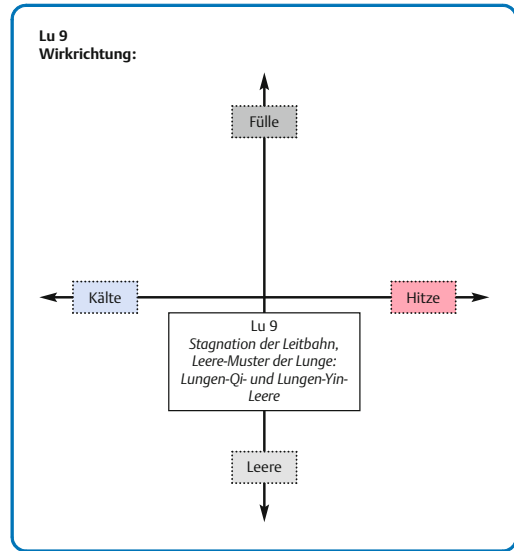 Lu 9
Wirkrichtung:
Fülle
Kälte
Hitze
Lu 9
Stagnation der Leitbahn,
Leere-Muster der Lunge:
Lungen-Qi- und Lungen-Yin-
Leere
Leere